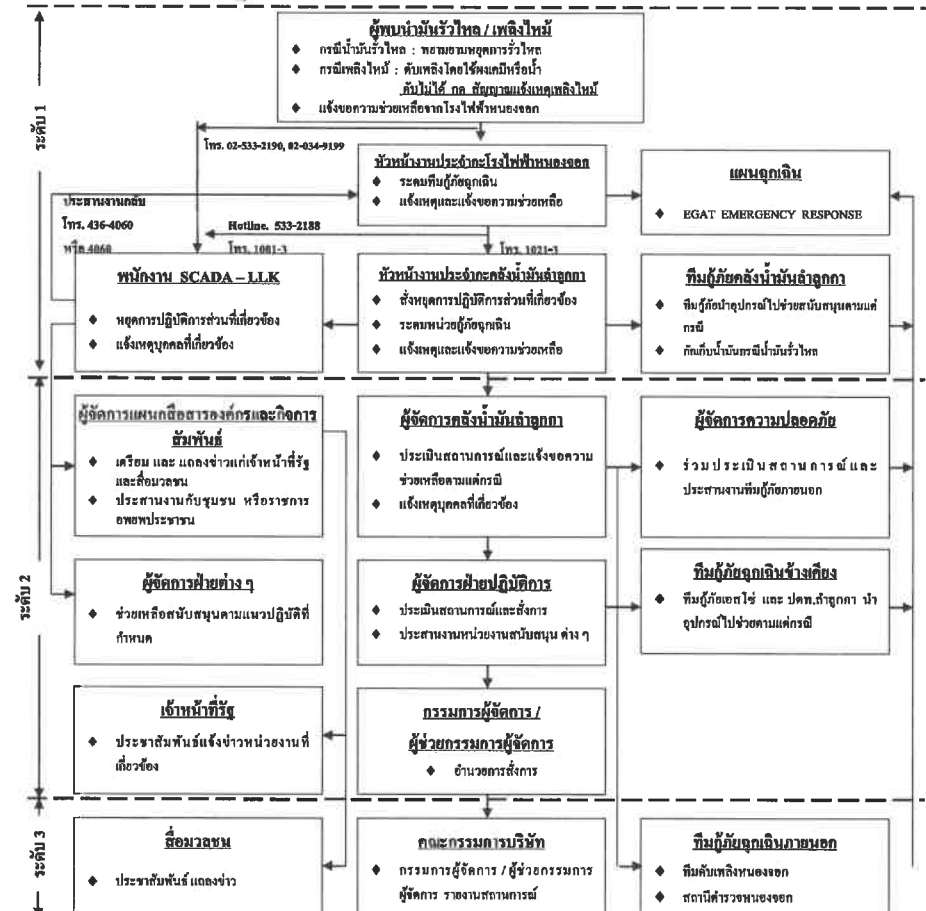 ผู้พบน้ำมันรั่วไหล / เพลิงไหม้
◆ กรณีน้ำมันรั่วไหล : พยายามหยุดการรั่วไหล
◆ กรณีเพลิงไหม้ : ดับเพลิงโดยใช้ผงเคมีหรือน้ำ
ดับไม่ได้ กด สัญญาณแจ้งเหตุเพลิงไหม้
◆ แจ้งขอความช่วยเหลือจากโรงไฟฟ้าหนองจอก
ระดับ 1
โทร. 02-533-2190, 02-034-9199
หัวหน้างานประจำกะโรงไฟฟ้าหนองจอก
◆ ระดมทีมกู้ภัยฉุกเฉิน
◆ แจ้งเหตุและแจ้งขอความช่วยเหลือ
แผนฉุกเฉิน
◆ EGAT EMERGENCY RESPONSE
ประสานงานกลับ
โทร. 436-4060
หรือ 4060
Hotline. 533-2188
โทร. 1001-3
โทร. 1021-3
พนักงาน SCADA – LLK
◆ หยุดการปฏิบัติการส่วนที่เกี่ยวข้อง
◆ แจ้งเหตุบุคคลที่เกี่ยวข้อง
หัวหน้างานประจำกะคลังน้ำมันลำลูกกา
◆ สั่งหยุดการปฏิบัติการส่วนที่เกี่ยวข้อง
◆ ระดมหน่วยกู้ภัยฉุกเฉิน
◆ แจ้งเหตุและแจ้งขอความช่วยเหลือ
ทีมกู้ภัยคลังน้ำมันลำลูกกา
◆ ทีมกู้ภัยนำอุปกรณ์ไปช่วยสนับสนุนตามแต่
กรณี
◆ กักเก็บน้ำมันกรณีน้ำมันรั่วไหล
ระดับ 2
ผู้จัดการแผนกสื่อสารองค์กรและกิจการ
สัมพันธ์
◆ เตรียม และ แถลงข่าวแก่เจ้าหน้าที่รัฐ
และสื่อมวลชน
◆ ประสานงานกับชุมชน หรือราชการ
อพยพประชาชน
ผู้จัดการคลังน้ำมันลำลูกกา
◆ ประเมินสถานการณ์และแจ้งขอความ
ช่วยเหลือตามแต่กรณี
◆ แจ้งเหตุบุคคลที่เกี่ยวข้อง
ผู้จัดการความปลอดภัย
◆ ร่วมประเมินสถานการณ์และ
ประสานงานทีมกู้ภัยภายนอก
ผู้จัดการฝ่ายต่าง ๆ
◆ ช่วยเหลือสนับสนุนตามแนวปฏิบัติที่
กำหนด
ผู้จัดการฝ่ายปฏิบัติการ
◆ ประเมินสถานการณ์และสั่งการ
◆ ประสานงานหน่วยงานสนับสนุน ต่าง ๆ
ทีมกู้ภัยฉุกเฉินข้างเคียง
◆ ทีมกู้ภัยเอสโซ่ และ ปตท.ลำลูกกา นำ
อุปกรณ์ไปช่วยตามแต่กรณี
เจ้าหน้าที่รัฐ
◆ ประชาสัมพันธ์แจ้งข่าวหน่วยงานที่
เกี่ยวข้อง
กรรมการผู้จัดการ /
ผู้ช่วยกรรมการผู้จัดการ
◆ อำนวยการสั่งการ
ระดับ 3
สื่อมวลชน
◆ ประชาสัมพันธ์ แถลงข่าว
คณะกรรมการบริษัท
◆ กรรมการผู้จัดการ / ผู้ช่วยกรรมการ
ผู้จัดการ รายงานสถานการณ์
ทีมกู้ภัยฉุกเฉินภายนอก
◆ ทีมดับเพลิงหนองจอก
◆ สถานีตำรวจหนองจอก